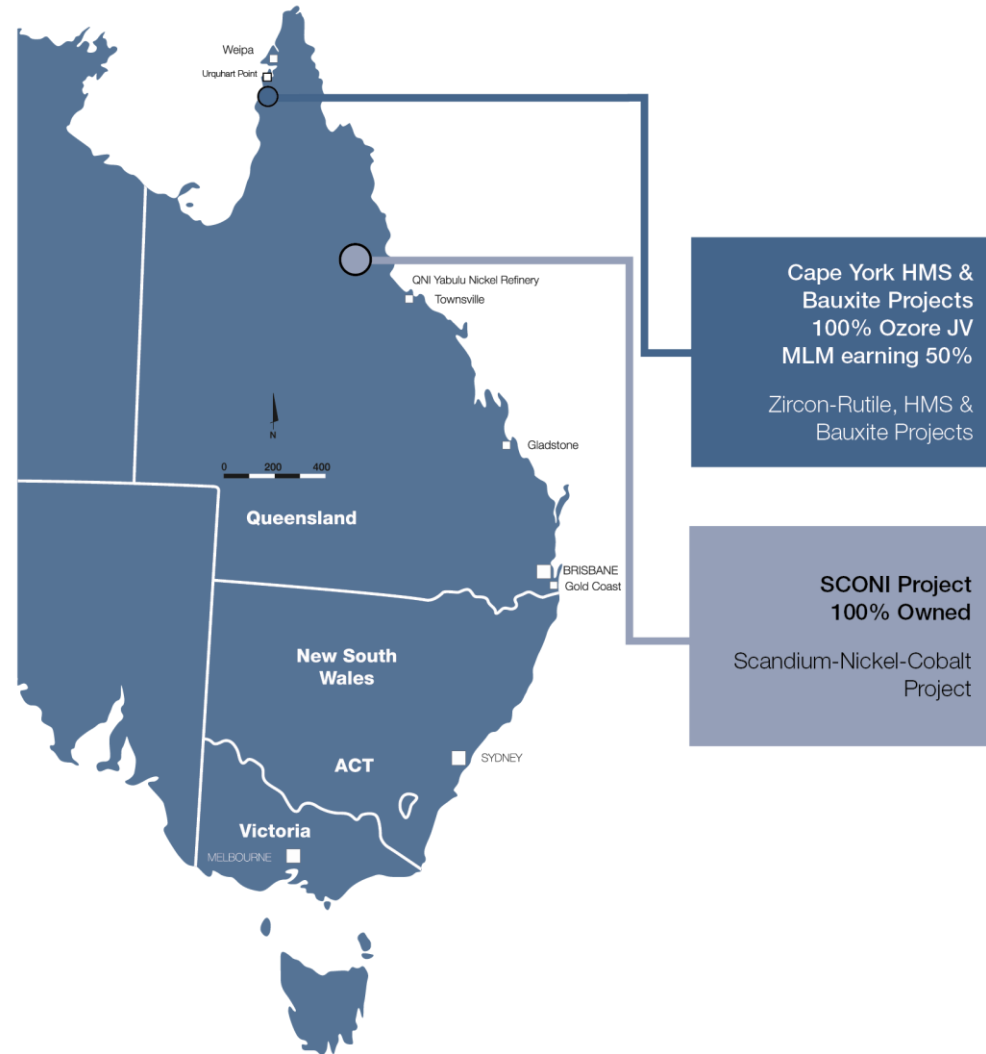 Weipa
Urquhart Point
Cape York HMS &
Bauxite Projects
100% Ozore JV
MLM earning 50%
Zircon-Rutile, HMS &
Bauxite Projects
QNI Yabulu Nickel Refinery
Townsville
N
0 200 400
Gladstone
Queensland
BRISBANE
Gold Coast
SCONI Project
100% Owned
Scandium-Nickel-Cobalt
Project
New South
Wales
ACT
SYDNEY
Victoria
MELBOURNE